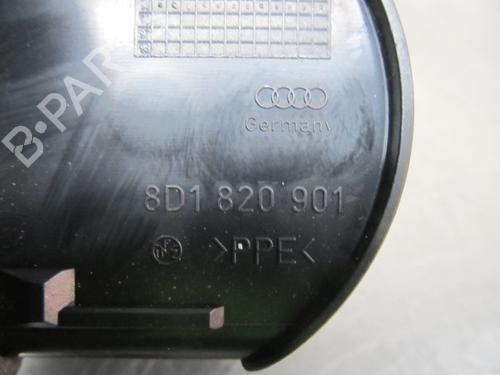 B-PAR
Germany
8D1 820 901
>PPE<